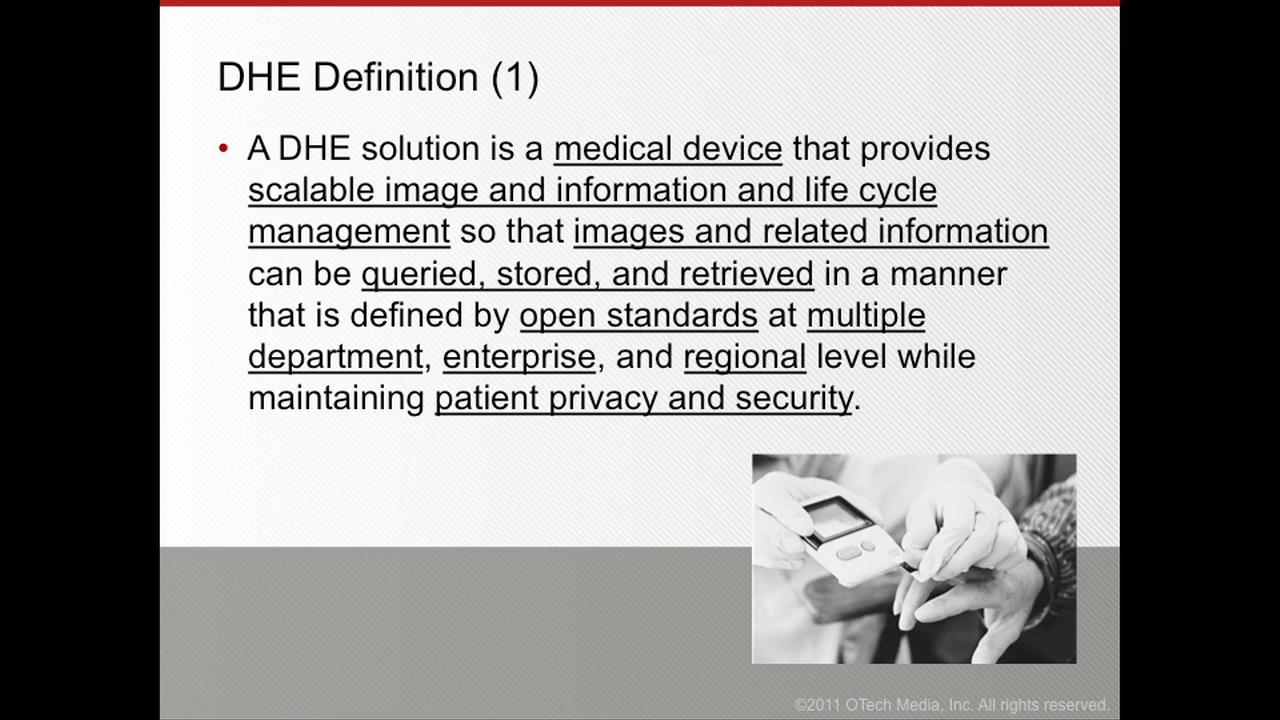 DHE Definition (1)
• A DHE solution is a medical device that provides
scalable image and information and life cycle
management so that images and related information
can be queried, stored, and retrieved in a manner
that is defined by open standards at multiple
department, enterprise, and regional level while
maintaining patient privacy and security.
©2011 OTech Media, Inc. All rights reserved.